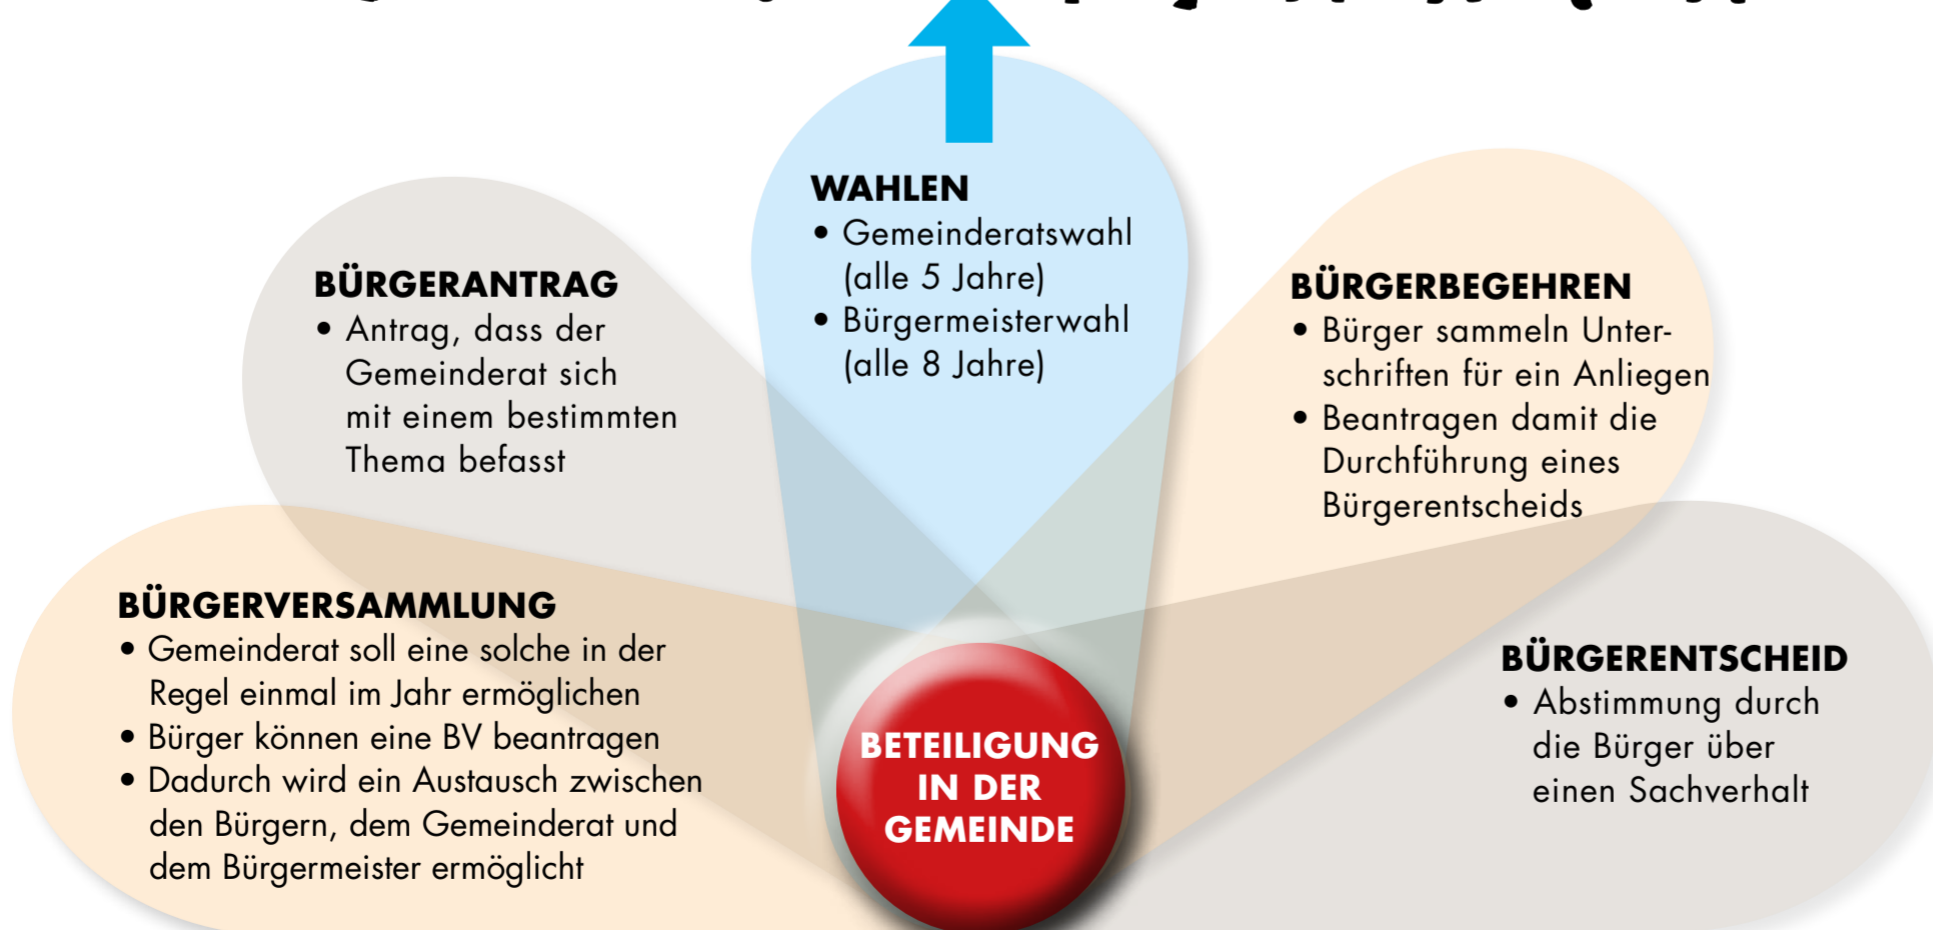 WAHLEN
• Gemeinderatswahl
(alle 5 Jahre)
• Bürgermeisterwahl
(alle 8 Jahre)
BÜRGERANTRAG
• Antrag, dass der
Gemeinderat sich
mit einem bestimmten
Thema befasst
BÜRGERBEGEHREN
• Bürger sammeln Unter-
schriften für ein Anliegen
• Beantragen damit die
Durchführung eines
Bürgerentscheids
BÜRGERVERSAMMLUNG
• Gemeinderat soll eine solche in der
Regel einmal im Jahr ermöglichen
• Bürger können eine BV beantragen
• Dadurch wird ein Austausch zwischen
den Bürgern, dem Gemeinderat und
dem Bürgermeister ermöglicht
BÜRGERENTSCHEID
• Abstimmung durch
die Bürger über
einen Sachverhalt
BETEILIGUNG
IN DER
GEMEINDE